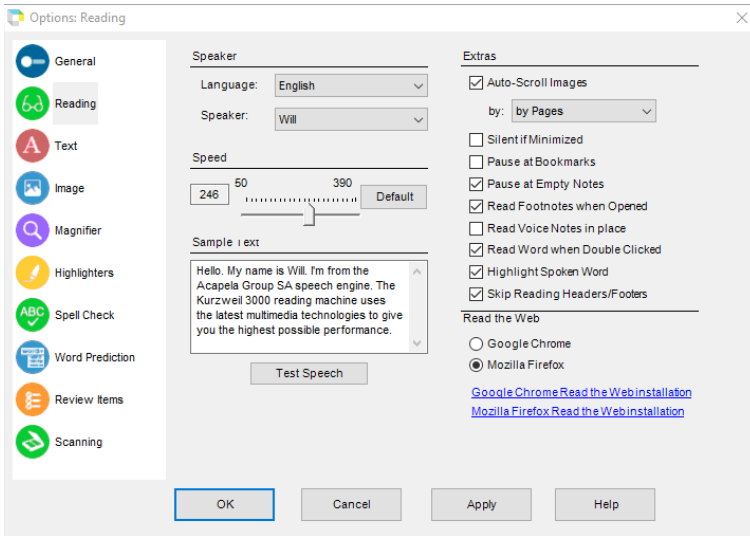 Options: Reading
General
Reading
Text
Image
Magnifier
Highlighters
ABC
Spell Check
Word Prediction
Review Items
Scanning
Speaker
Language: English
Speaker: Will
Speed
246 50 390 Default
Sample Text
Hello. My name is Will. I'm from the
Acapela Group SA speech engine. The
Kurzweil 3000 reading machine uses
the latest multimedia technologies to give
you the highest possible performance.
Test Speech
Extras
Auto-Scroll Images
by: by Pages
Silent if Minimized
Pause at Bookmarks
Pause at Empty Notes
Read Footnotes when Opened
Read Voice Notes in place
Read Word when Double Clicked
Highlight Spoken Word
Skip Reading Headers/Footers
Read the Web
Google Chrome
Mozilla Firefox
Google Chrome Read the Web installation
Mozilla Firefox Read the Web installation
OK Cancel Apply Help